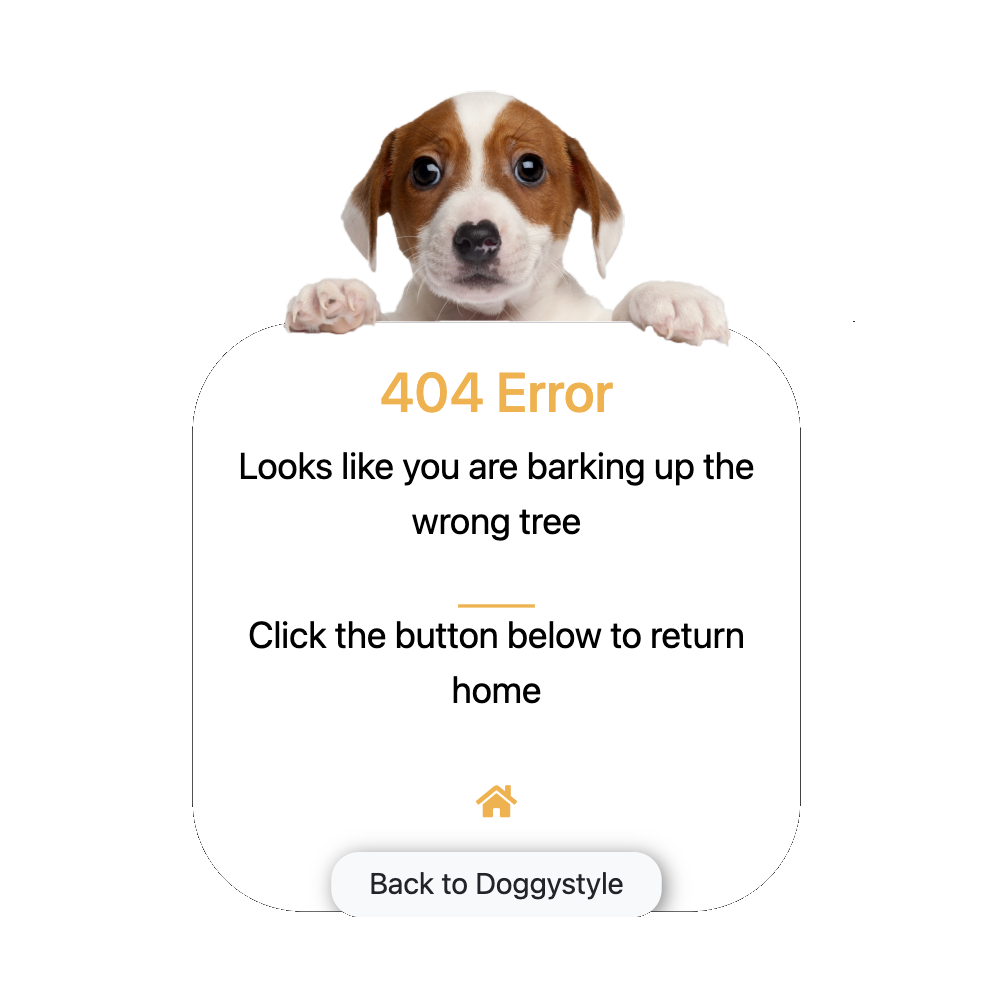 404 Error
Looks like you are barking up the
wrong tree
Click the button below to return
home
Back to Doggystyle